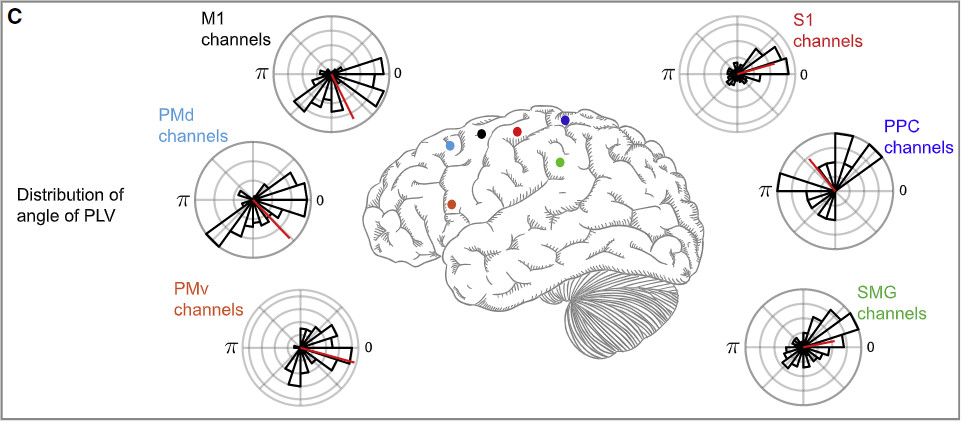 C
M1
channels
π
0
S1
channels
π
0
PMd
channels
π
0
PPC
channels
π
0
Distribution of
angle of PLV
PMv
channels
π
0
SMG
channels
π
0